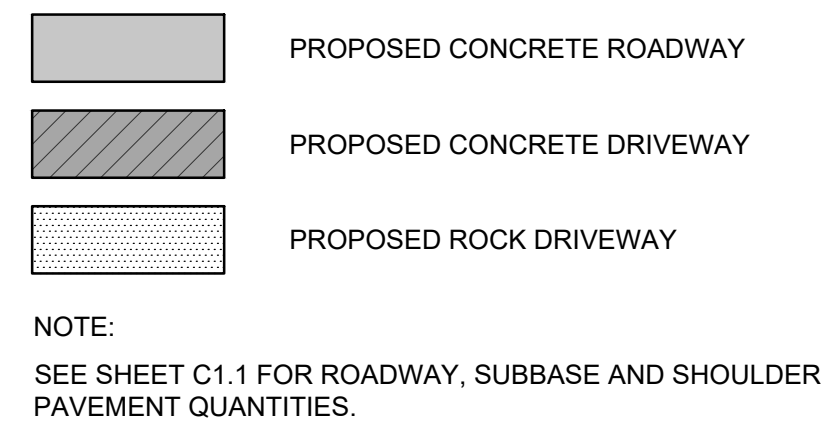 PROPOSED CONCRETE ROADWAY
PROPOSED CONCRETE DRIVEWAY
PROPOSED ROCK DRIVEWAY
NOTE:
SEE SHEET C1.1 FOR ROADWAY, SUBBASE AND SHOULDER
PAVEMENT QUANTITIES.